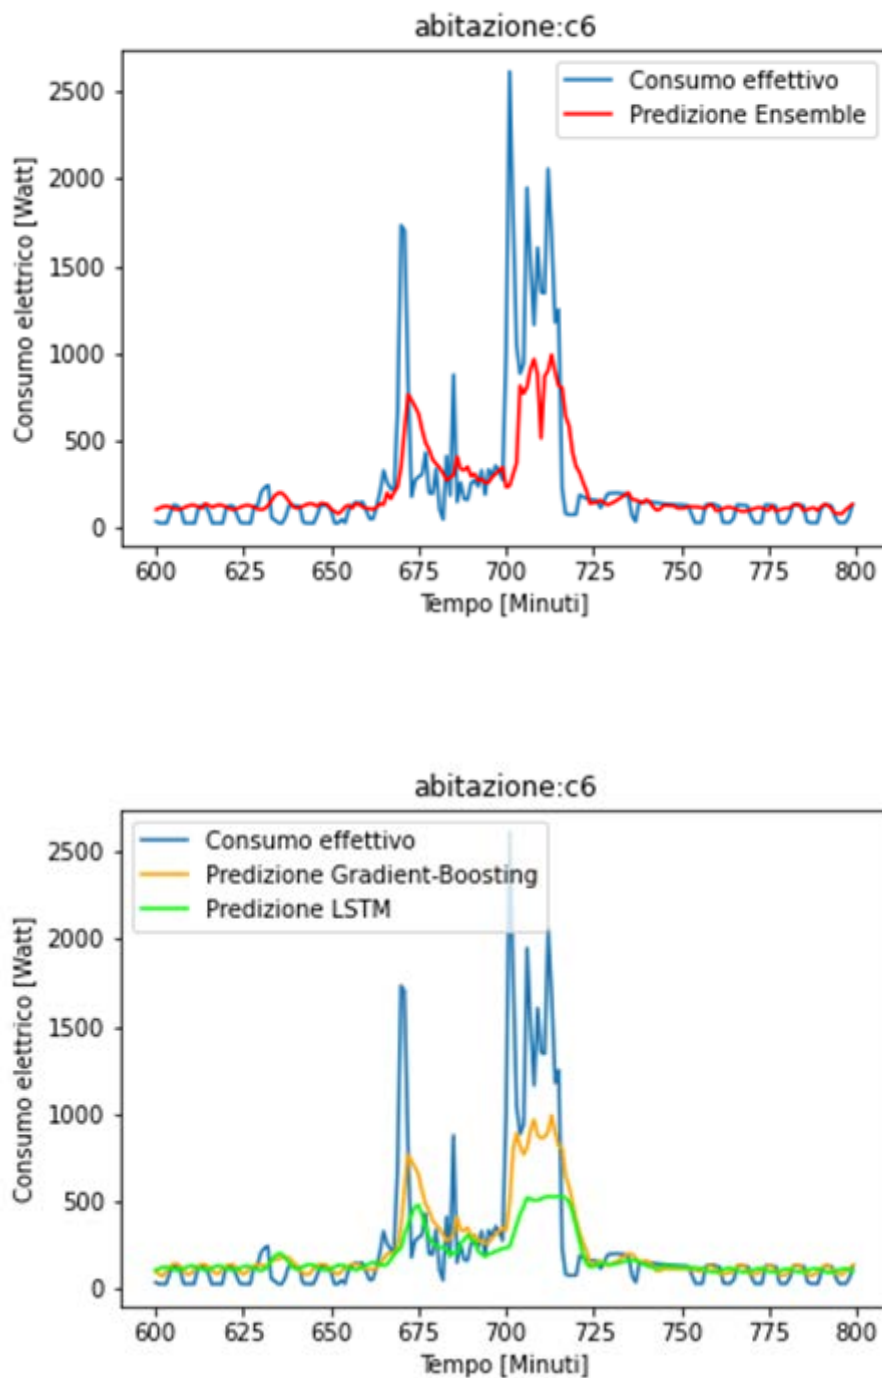 abitazione:c6
Consumo effettivo
Predizione Ensemble
Consumo elettrico [Watt]
2500
2000
1500
1000
500
0
600 625 650 675 700 725 750 775 800
Tempo [Minuti]
abitazione:c6
Consumo effettivo
Predizione Gradient-Boosting
Predizione LSTM
Consumo elettrico [Watt]
2500
2000
1500
1000
500
0
600 625 650 675 700 725 750 775 800
Tempo [Minuti]